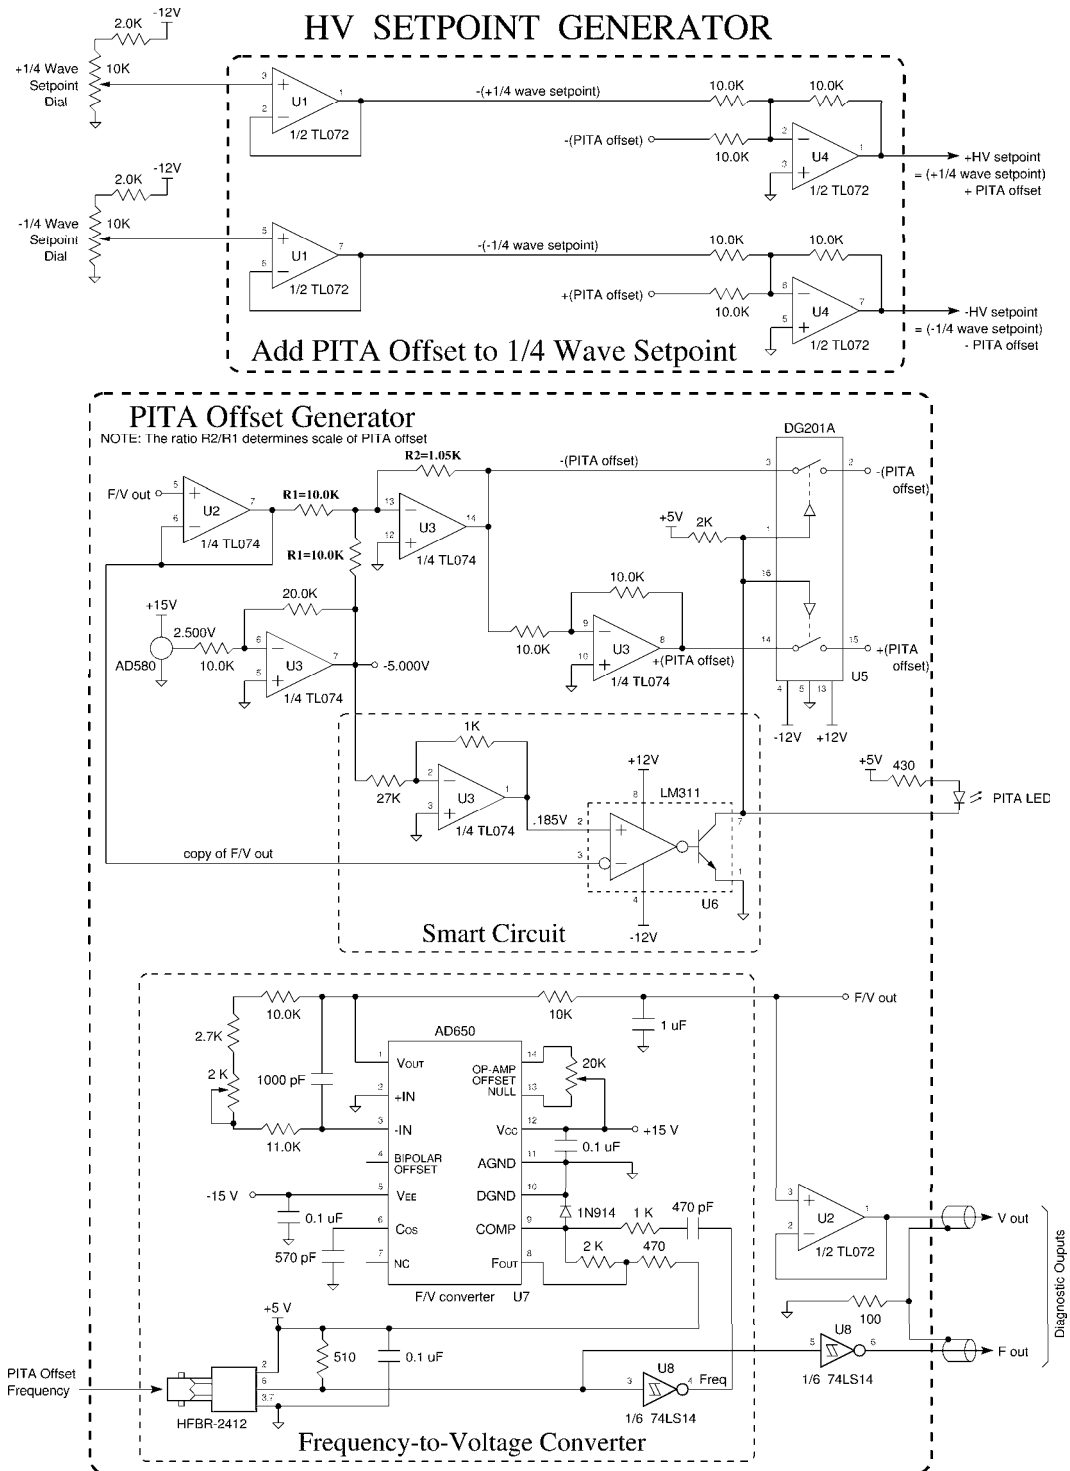 HV SETPOINT GENERATOR
-12V
2.0K
+1/4 Wave
Setpoint
Dial
10K
3
2
1
U1
1/2 TL072
-(+1/4 wave setpoint)
10.0K
10.0K
-(PITA offset)
10.0K
2
3
1
U4
1/2 TL072
+HV setpoint
= (+1/4 wave setpoint)
+ PITA offset
-12V
2.0K
-1/4 Wave
Setpoint
Dial
10K
7
U1
1/2 TL072
-(-1/4 wave setpoint)
10.0K
10.0K
+(PITA offset)
10.0K
6
5
7
U4
1/2 TL072
-HV setpoint
= (-1/4 wave setpoint)
- PITA offset
Add PITA Offset to 1/4 Wave Setpoint
PITA Offset Generator
NOTE: The ratio R2/R1 determines scale of PITA offset
F/V out
5
6
7
U2
1/4 TL074
R1=10.0K
R1=10.0K
R2=1.05K
13
12
14
U3
1/4 TL074
-(PITA offset)
DG201A
3
2
-(PITA
offset)
+5V
2K
1
16
14
15
+(PITA
offset)
U5
4
5
13
-12V
+12V
+15V
AD580
2.500V
10.0K
20.0K
6
5
7
U3
1/4 TL074
-5.000V
10.0K
10.0K
9
10
8
U3
1/4 TL074
+(PITA offset)
1K
27K
2
3
1
U3
1/4 TL074
.185V
+12V
8
LM311
2
3
4
7
1
U6
-12V
copy of F/V out
Smart Circuit
+5V
430
PITA LED
10.0K
2.7K
2 K
11.0K
1000 pF
AD650
10K
1 uF
F/V out
1
VOUT
2
+IN
3
-IN
4
BIPOLAR
OFFSET
5
VEE
6
COS
7
NC
14
OP-AMP
OFFSET
NULL
13
20K
12
VCC
+15 V
0.1 uF
11
AGND
10
DGND
9
COMP
8
FOUT
-15 V
0.1 uF
570 pF
1N914
1 K
470 pF
2 K
470
F/V converter
U7
+5 V
510
0.1 uF
PITA Offset
Frequency
2
6
3,7
HFBR-2412
U8
3
4
Freq
1/6 74LS14
Frequency-to-Voltage Converter
3
2
1
U2
1/2 TL072
V out
100
U8
5
6
1/6 74LS14
F out
Diagnostic Ouputs